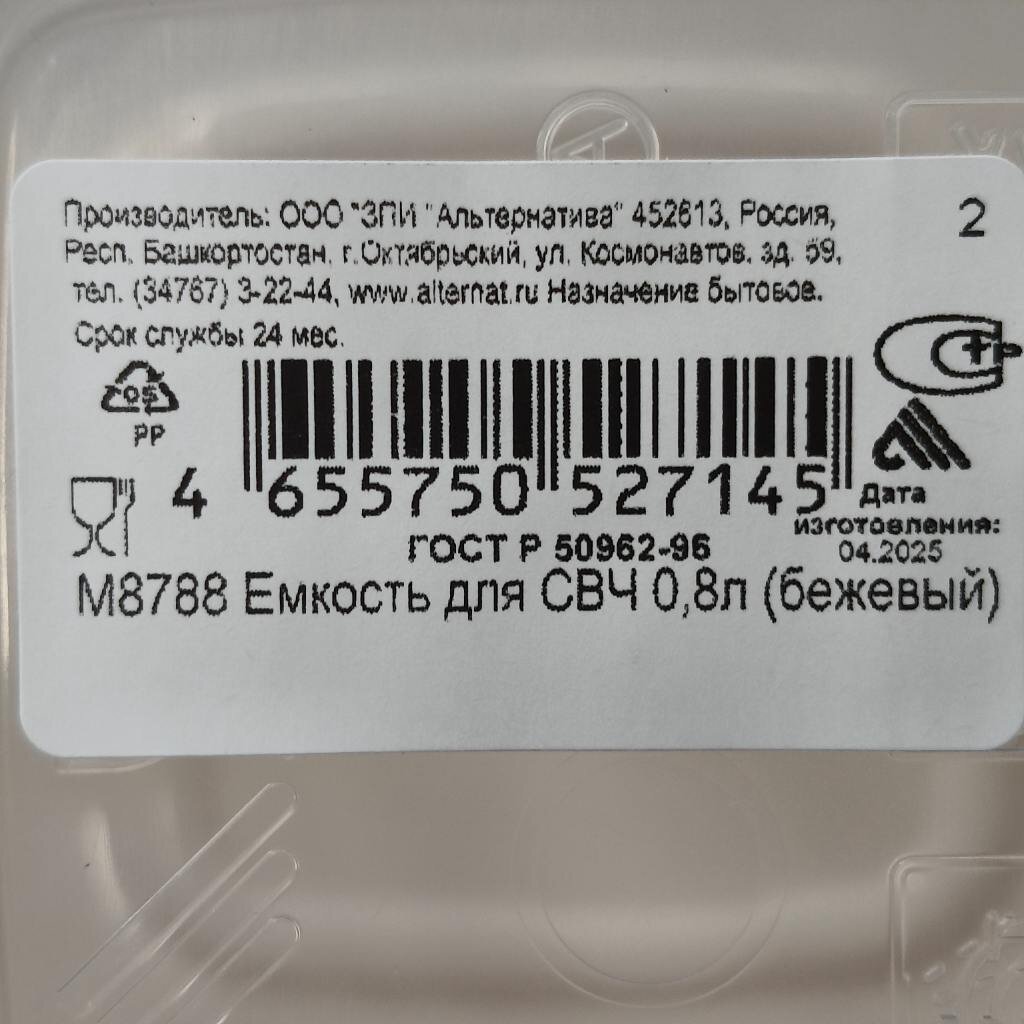 Производитель: ООО "ЗПИ "Альтернатива" 452613, Россия,
2
Респ. Башкортостан, г.Октябрьский, ул. Космонавтов, зд. 59,
тел. (34767) 3-22-44, www.alternat.ru Назначение бытовое.
Срок службы 24 мес.
05
PP
4 655750 527145
Дата
изготовления:
04.2025
ГОСТ Р 50962-96
М8788 Емкость для СВЧ 0,8л (бежевый)